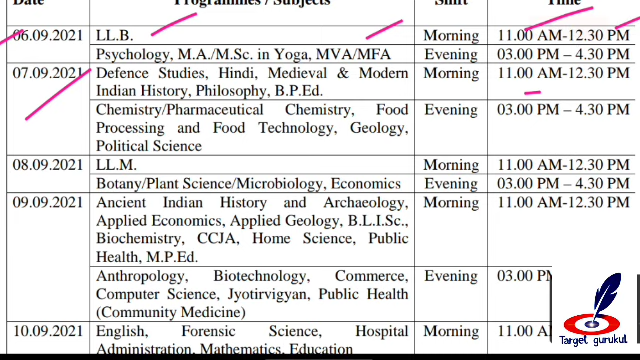 Date Programmes / Subjects Shift Time
06.09.2021 LL.B. Morning 11.00 AM-12.30 PM
Psychology, M.A./M.Sc. in Yoga, MVA/MFA Evening 03.00 PM – 4.30 PM
07.09.2021 Defence Studies, Hindi, Medieval & Modern Morning 11.00 AM-12.30 PM
Indian History, Philosophy, B.P.Ed.
Chemistry/Pharmaceutical Chemistry, Food Evening 03.00 PM – 4.30 PM
Processing and Food Technology, Geology,
Political Science
08.09.2021 LL.M. Morning 11.00 AM-12.30 PM
Botany/Plant Science/Microbiology, Economics Evening 03.00 PM – 4.30 PM
09.09.2021 Ancient Indian History and Archaeology, Morning 11.00 AM-12.30 PM
Applied Economics, Applied Geology, B.L.I.Sc.,
Biochemistry, CCJA, Home Science, Public
Health, M.P.Ed.
Anthropology, Biotechnology, Commerce, Evening 03.00
Computer Science, Jyotirvigyan, Public Health
(Community Medicine)
10.09.2021 English, Forensic Science, Hospital Morning 11.00
Administration, Mathematics, Education
Target gurukul